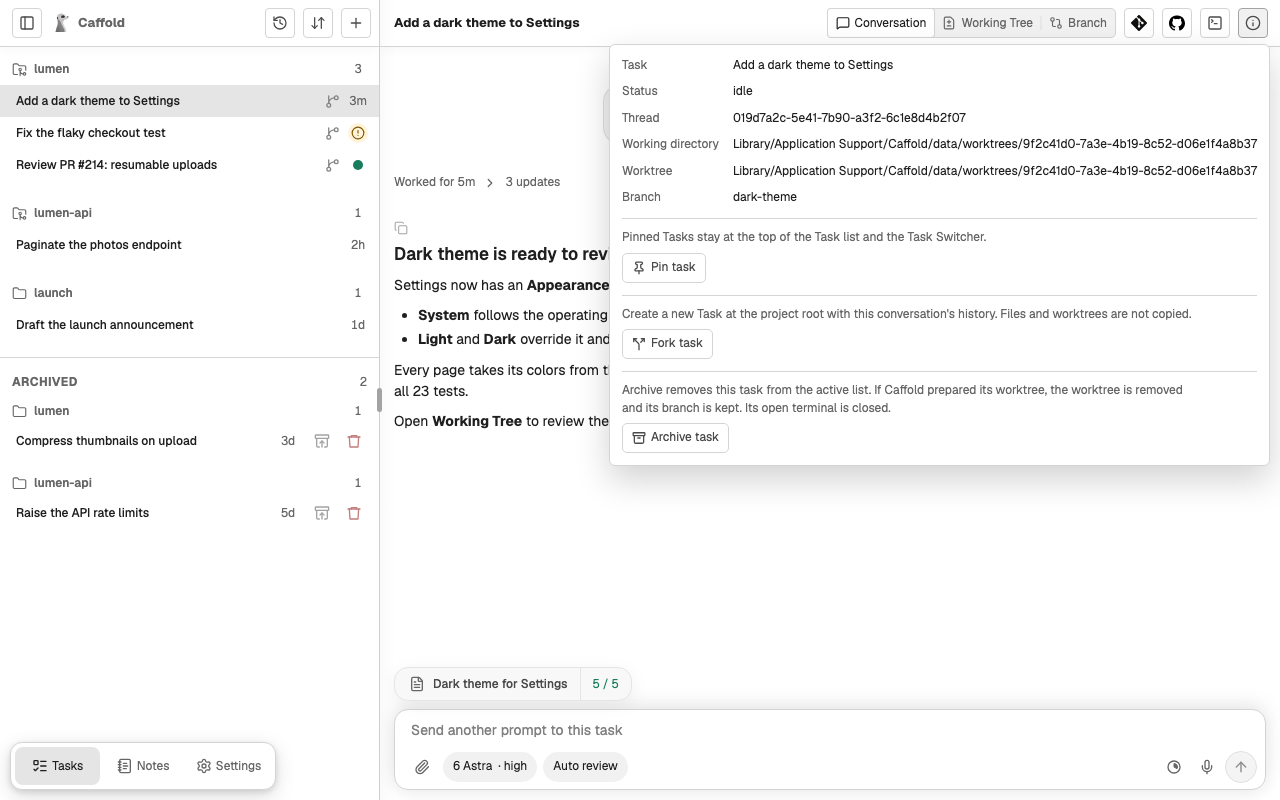 Caffold
Add a dark theme to Settings
Conversation
Working Tree
Branch
lumen 3
Add a dark theme to Settings 3m
Fix the flaky checkout test
Review PR #214: resumable uploads
lumen-api 1
Paginate the photos endpoint 2h
launch 1
Draft the launch announcement 1d
ARCHIVED 2
lumen 1
Compress thumbnails on upload 3d
lumen-api 1
Raise the API rate limits 5d
Tasks
Notes
Settings
Worked for 5m > 3 updates
Dark theme is ready to
Settings now has an Appearance
• System follows the operating
• Light and Dark override it and
Every page takes its colors from
all 23 tests.
Open Working Tree to review the
Task Add a dark theme to Settings
Status idle
Thread 019d7a2c-5e41-7b90-a3f2-6c1e8d4b2f07
Working directory Library/Application Support/Caffold/data/worktrees/9f2c41d0-7a3e-4b19-8c52-d06e1f4a8b37
Worktree Library/Application Support/Caffold/data/worktrees/9f2c41d0-7a3e-4b19-8c52-d06e1f4a8b37
Branch dark-theme
Pinned Tasks stay at the top of the Task list and the Task Switcher.
Pin task
Create a new Task at the project root with this conversation's history. Files and worktrees are not copied.
Fork task
Archive removes this task from the active list. If Caffold prepared its worktree, the worktree is removed
and its branch is kept. Its open terminal is closed.
Archive task
Dark theme for Settings 5 / 5
Send another prompt to this task
6 Astra · high
Auto review